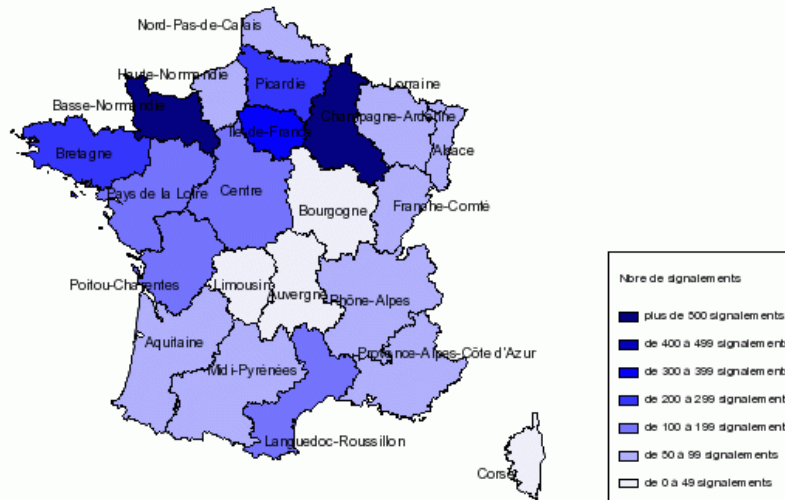 Nord-Pas-de-Calais
Haute-Normandie
Picardie
Lorraine
Basse-Normandie
Ile-de-France
Champagne-Ardenne
Bretagne
Alsace
Pays de la Loire
Centre
Bourgogne
Franche-Comté
Poitou-Charentes
Limousin
Auvergne
Rhône-Alpes
Aquitaine
Provence-Alpes-Côte d'Azur
Midi-Pyrénées
Languedoc-Roussillon
Corse
Nbre de signalements
plus de 500 signalements
de 400 à 499 signalements
de 300 à 399 signalements
de 200 à 299 signalements
de 100 à 199 signalements
de 50 à 99 signalements
de 0 à 49 signalements